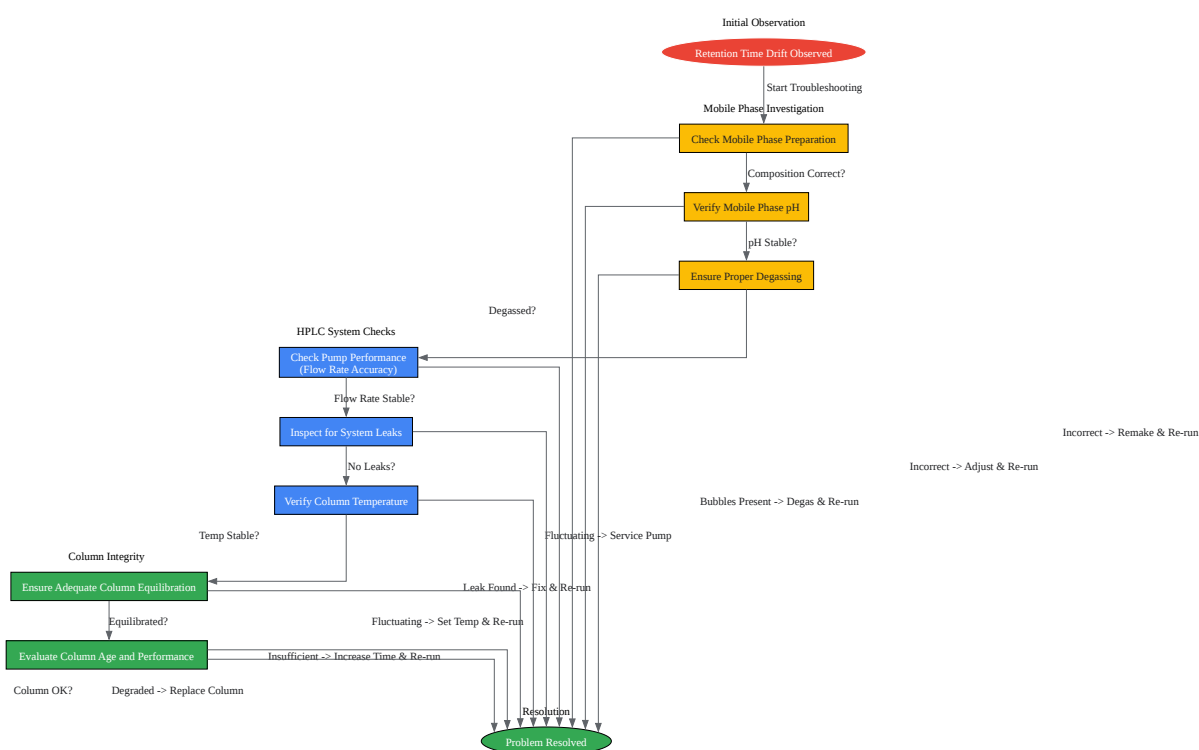 Initial Observation
Retention Time Drift Observed
Start Troubleshooting
Mobile Phase Investigation
Check Mobile Phase Preparation
Composition Correct?
Verify Mobile Phase pH
pH Stable?
Ensure Proper Degassing
Degassed?
HPLC System Checks
Check Pump Performance
(Flow Rate Accuracy)
Flow Rate Stable?
Inspect for System Leaks
Incorrect -> Remake & Re-run
No Leaks?
Incorrect -> Adjust & Re-run
Verify Column Temperature
Bubbles Present -> Degas & Re-run
Temp Stable?
Fluctuating -> Service Pump
Column Integrity
Ensure Adequate Column Equilibration
Leak Found -> Fix & Re-run
Equilibrated?
Fluctuating -> Set Temp & Re-run
Evaluate Column Age and Performance
Insufficient -> Increase Time & Re-run
Column OK?
Degraded -> Replace Column
Resolution
Problem Resolved